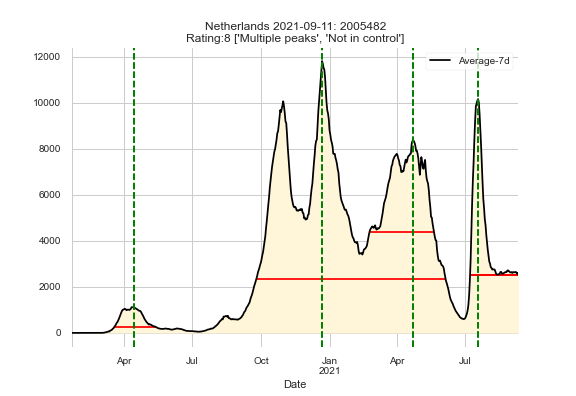 Netherlands 2021-09-11: 2005482
Rating:8 ['Multiple peaks', 'Not in control']
Average-7d
12000
10000
8000
6000
4000
2000
0
Apr Jul Oct Jan Apr Jul
2021
Date